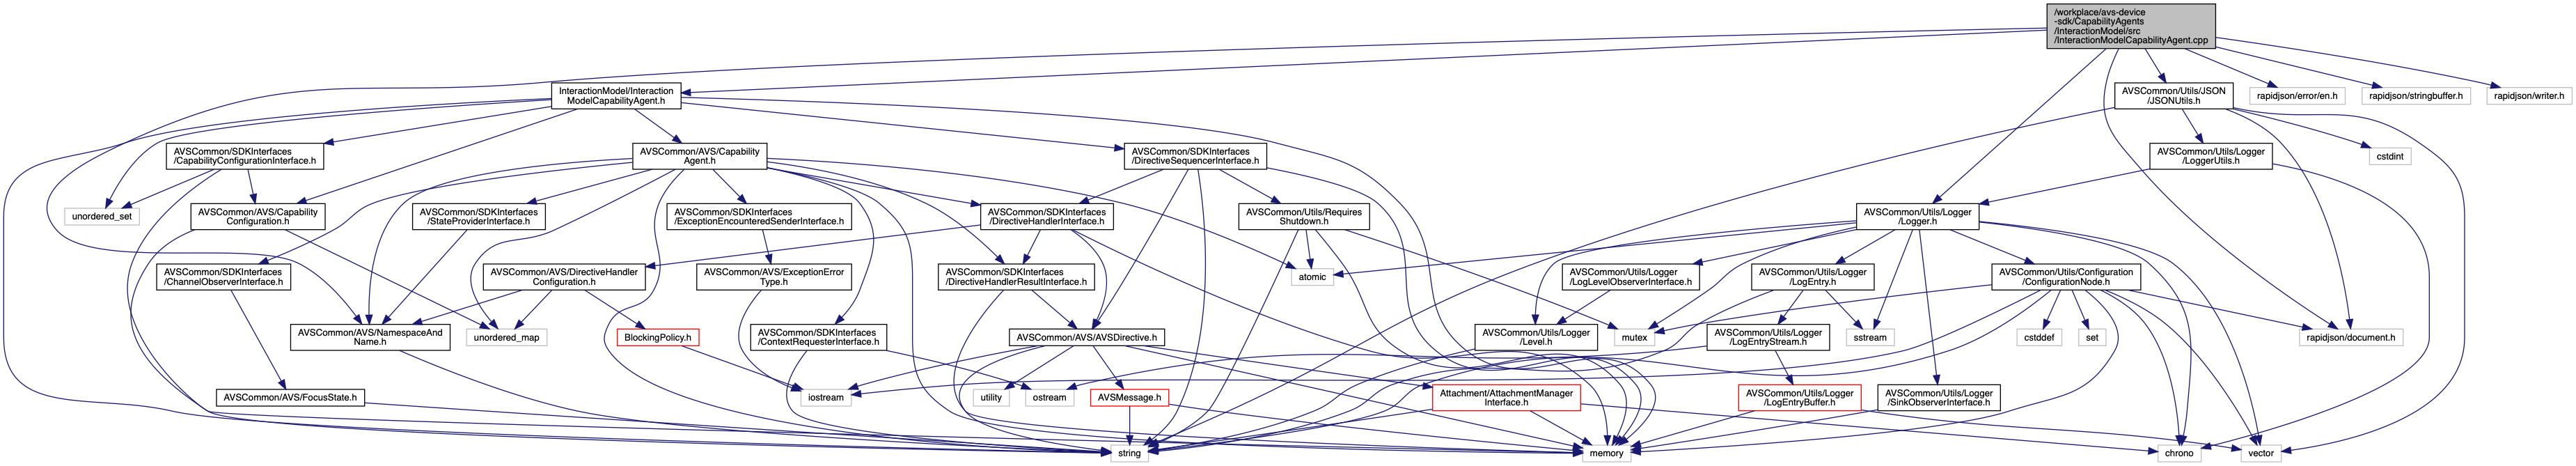 /workplace/avs-device
-sdk/CapabilityAgents
/InteractionModel/src
/InteractionModelCapabilityAgent.cpp
InteractionModel/Interaction
ModelCapabilityAgent.h
AVSCommon/Utils/JSON
/JSONUtils.h
rapidjson/error/en.h
rapidjson/stringbuffer.h
rapidjson/writer.h
AVSCommon/SDKInterfaces
/CapabilityConfigurationInterface.h
AVSCommon/AVS/Capability
Agent.h
AVSCommon/SDKInterfaces
/DirectiveSequencerInterface.h
AVSCommon/Utils/Logger
/LoggerUtils.h
cstdint
unordered_set
AVSCommon/AVS/Capability
Configuration.h
AVSCommon/SDKInterfaces
/StateProviderInterface.h
AVSCommon/SDKInterfaces
/ExceptionEncounteredSenderInterface.h
AVSCommon/SDKInterfaces
/DirectiveHandlerInterface.h
AVSCommon/Utils/Requires
Shutdown.h
AVSCommon/Utils/Logger
/Logger.h
AVSCommon/SDKInterfaces
/ChannelObserverInterface.h
AVSCommon/AVS/DirectiveHandler
Configuration.h
AVSCommon/AVS/ExceptionError
Type.h
AVSCommon/SDKInterfaces
/DirectiveHandlerResultInterface.h
atomic
AVSCommon/Utils/Logger
/LogLevelObserverInterface.h
AVSCommon/Utils/Logger
/LogEntry.h
AVSCommon/Utils/Configuration
/ConfigurationNode.h
AVSCommon/AVS/NamespaceAnd
Name.h
unordered_map
BlockingPolicy.h
AVSCommon/SDKInterfaces
/ContextRequesterInterface.h
AVSCommon/AVS/AVSDirective.h
AVSCommon/Utils/Logger
/Level.h
mutex
AVSCommon/Utils/Logger
/LogEntryStream.h
sstream
cstddef
set
rapidjson/document.h
AVSCommon/AVS/FocusState.h
iostream
utility
ostream
AVSMessage.h
Attachment/AttachmentManager
Interface.h
AVSCommon/Utils/Logger
/LogEntryBuffer.h
AVSCommon/Utils/Logger
/SinkObserverInterface.h
string
memory
chrono
vector